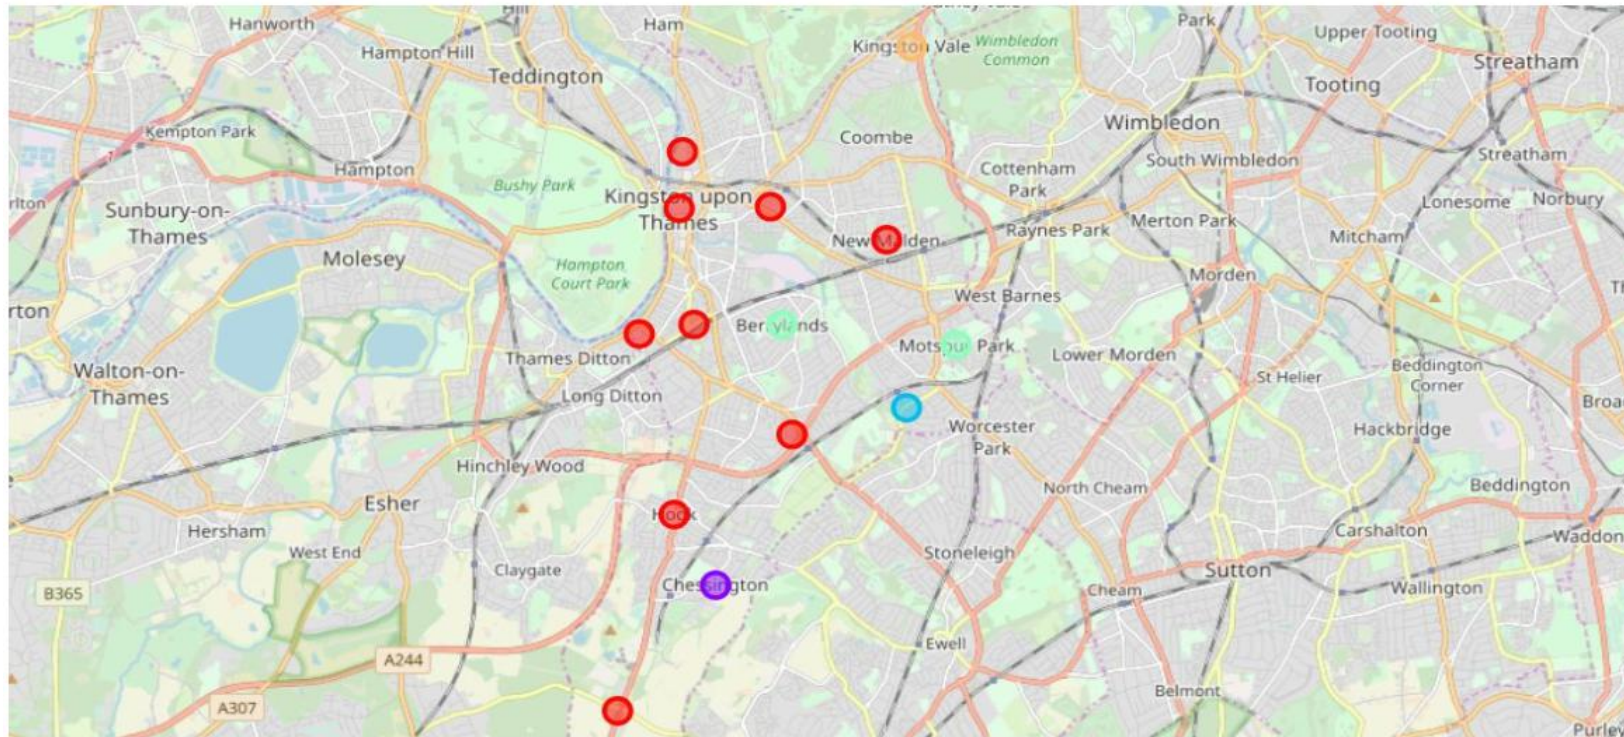 Hanworth
Hill
Ham
Park
Upper Tooting
Hampton Hill
Kingston Vale
Wimbledon
Common
Streatham
Teddington
Tooting
Kempton Park
Coombe
Wimbledon
Hampton
Cottenham
Park
South Wimbledon
Streatham
Bushy Park
Sunbury-on-
Thames
Kingston upon
Thames
Merton Park
Lonesome
Norbury
Raynes Park
Mitcham
New Malden
Molesey
Hampton
Court Park
Morden
West Barnes
Berrylands
Motspur Park
Thames Ditton
Lower Morden
Beddington
Corner
Walton-on-
Thames
St Helier
Long Ditton
Worcester
Park
Hackbridge
Hinchley Wood
North Cheam
Beddington
Esher
Hook
Hersham
Carshalton
Waddon
West End
Stoneleigh
Claygate
Sutton
Chessington
Cheam
Wallington
B365
Ewell
A244
Belmont
A307